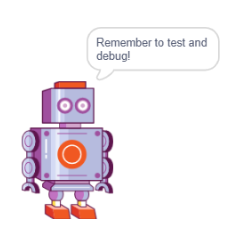 Remember to test and
debug!